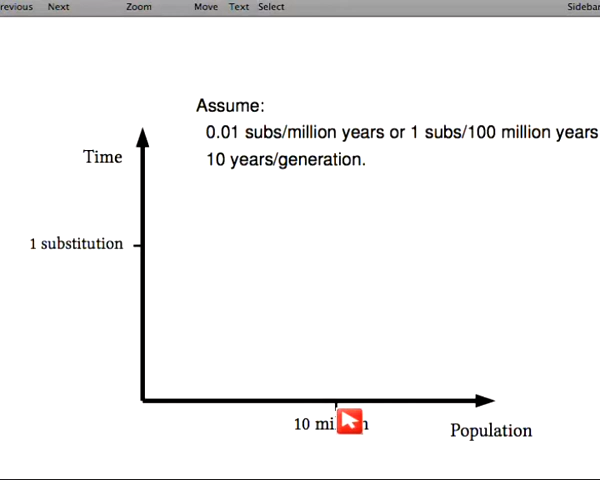 revious Next Zoom Move Text Select Sidebar
Assume:
0.01 subs/million years or 1 subs/100 million years
10 years/generation.
Time
1 substitution
10
Population